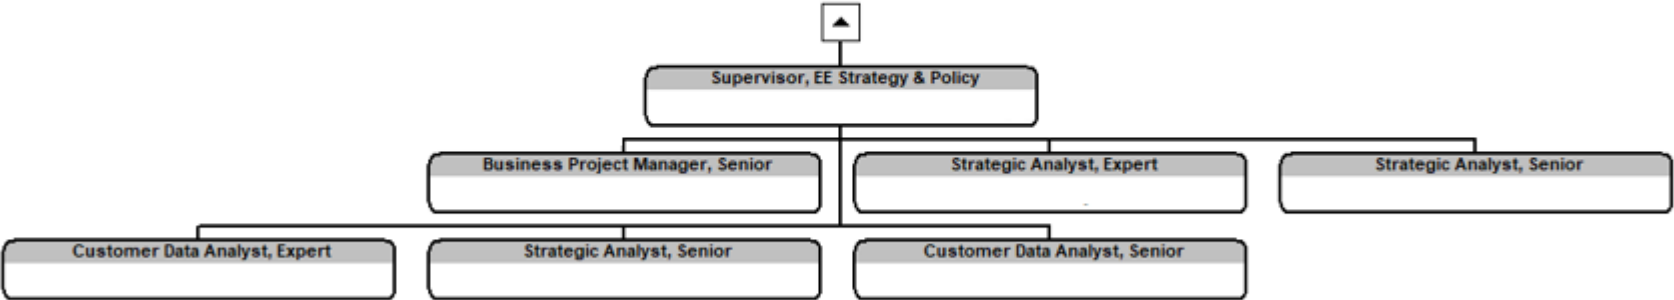 Supervisor, EE Strategy & Policy
Business Project Manager, Senior
Strategic Analyst, Expert
Strategic Analyst, Senior
Customer Data Analyst, Expert
Strategic Analyst, Senior
Customer Data Analyst, Senior